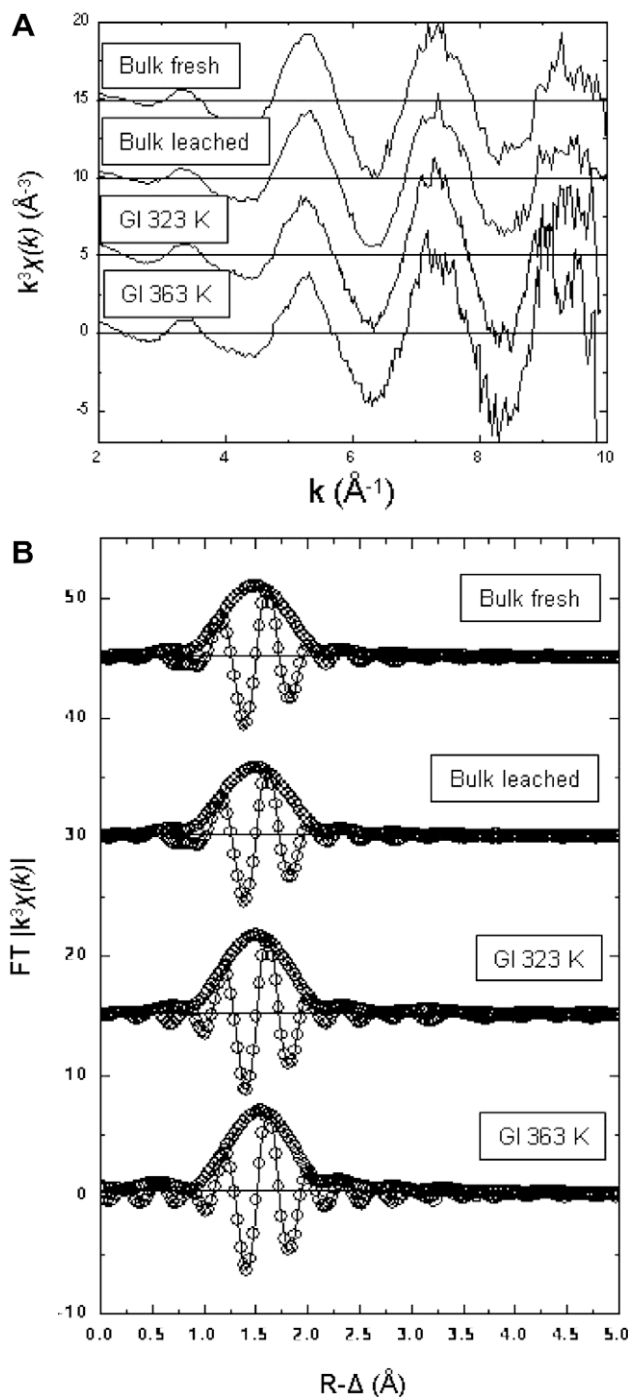 A
20
15
10
5
0
-5
k³χ(k) (Å⁻³)
Bulk fresh
Bulk leached
GI 323 K
GI 363 K
2
4
6
8
10
k (Å⁻¹)
B
50
40
30
20
10
0
-10
FT |k³χ(k)|
Bulk fresh
Bulk leached
GI 323 K
GI 363 K
0.0
0.5
1.0
1.5
2.0
2.5
3.0
3.5
4.0
4.5
5.0
R-Δ (Å)